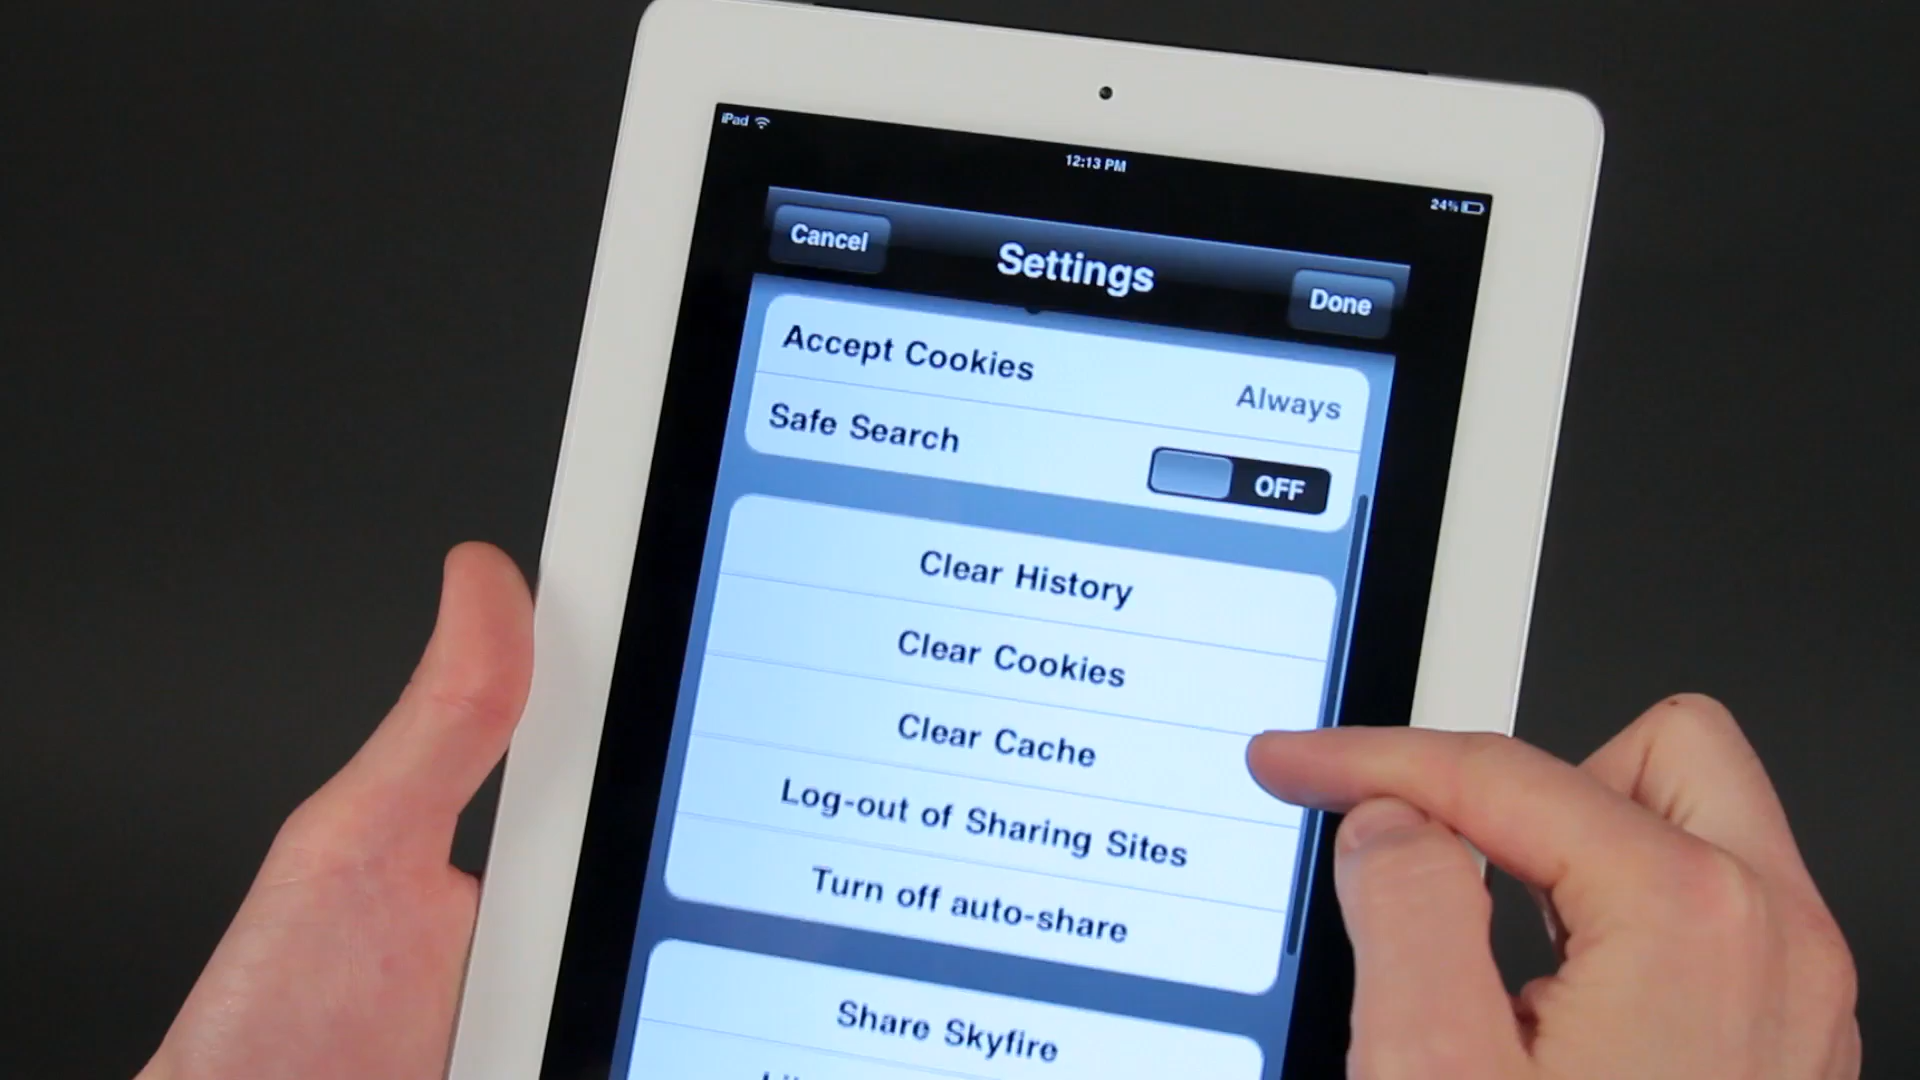 iPad
12:13 PM
24%
Cancel
Settings
Done
Accept Cookies
Always
Safe Search
OFF
Clear History
Clear Cookies
Clear Cache
Log-out of Sharing Sites
Turn off auto-share
Share Skyfire